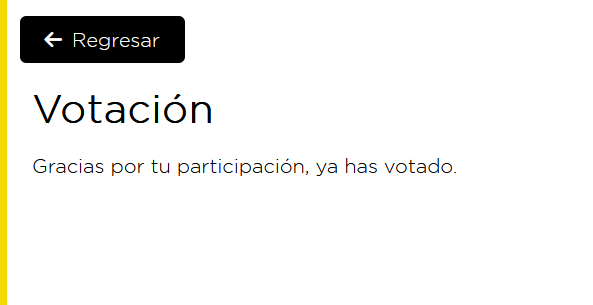 Regresar
Votación
Gracias por tu participación, ya has votado.